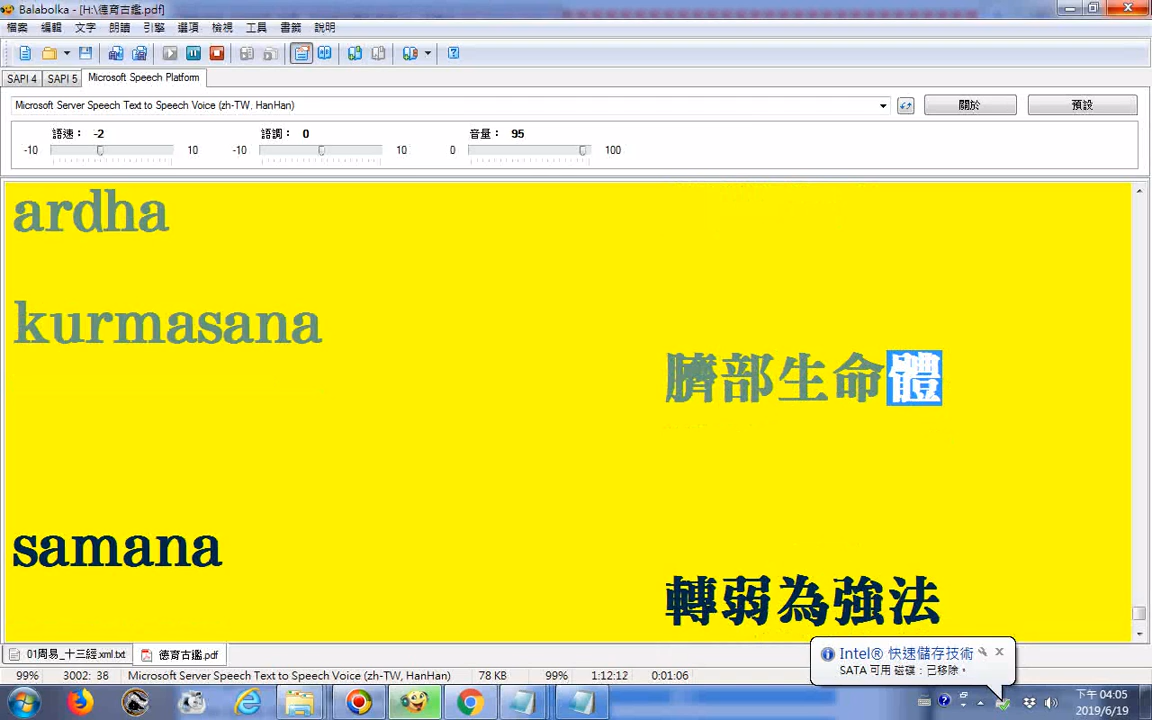 Balabolka - [H:\德育古鑑.pdf]
檔案 編輯 文字 朗讀 引擎 選項 檢視 工具 書籤 說明
SAPI 4 SAPI 5 Microsoft Speech Platform
Microsoft Server Speech Text to Speech Voice (zh-TW, HanHan) 關於 預設
語速： -2 語調： 0 音量： 95
-10 10 -10 10 0 100
ardha
kurmasana
臍部生命體
samana
轉弱為強法
Intel® 快速儲存技術
SATA 可用 磁碟：已移除。
01周易_十三經.xml.txt 德育古鑑.pdf
99% 3002: 38 Microsoft Server Speech Text to Speech Voice (zh-TW, HanHan) 78 KB 99% 1:12:12 0:01:06
下午 04:05
2019/6/19